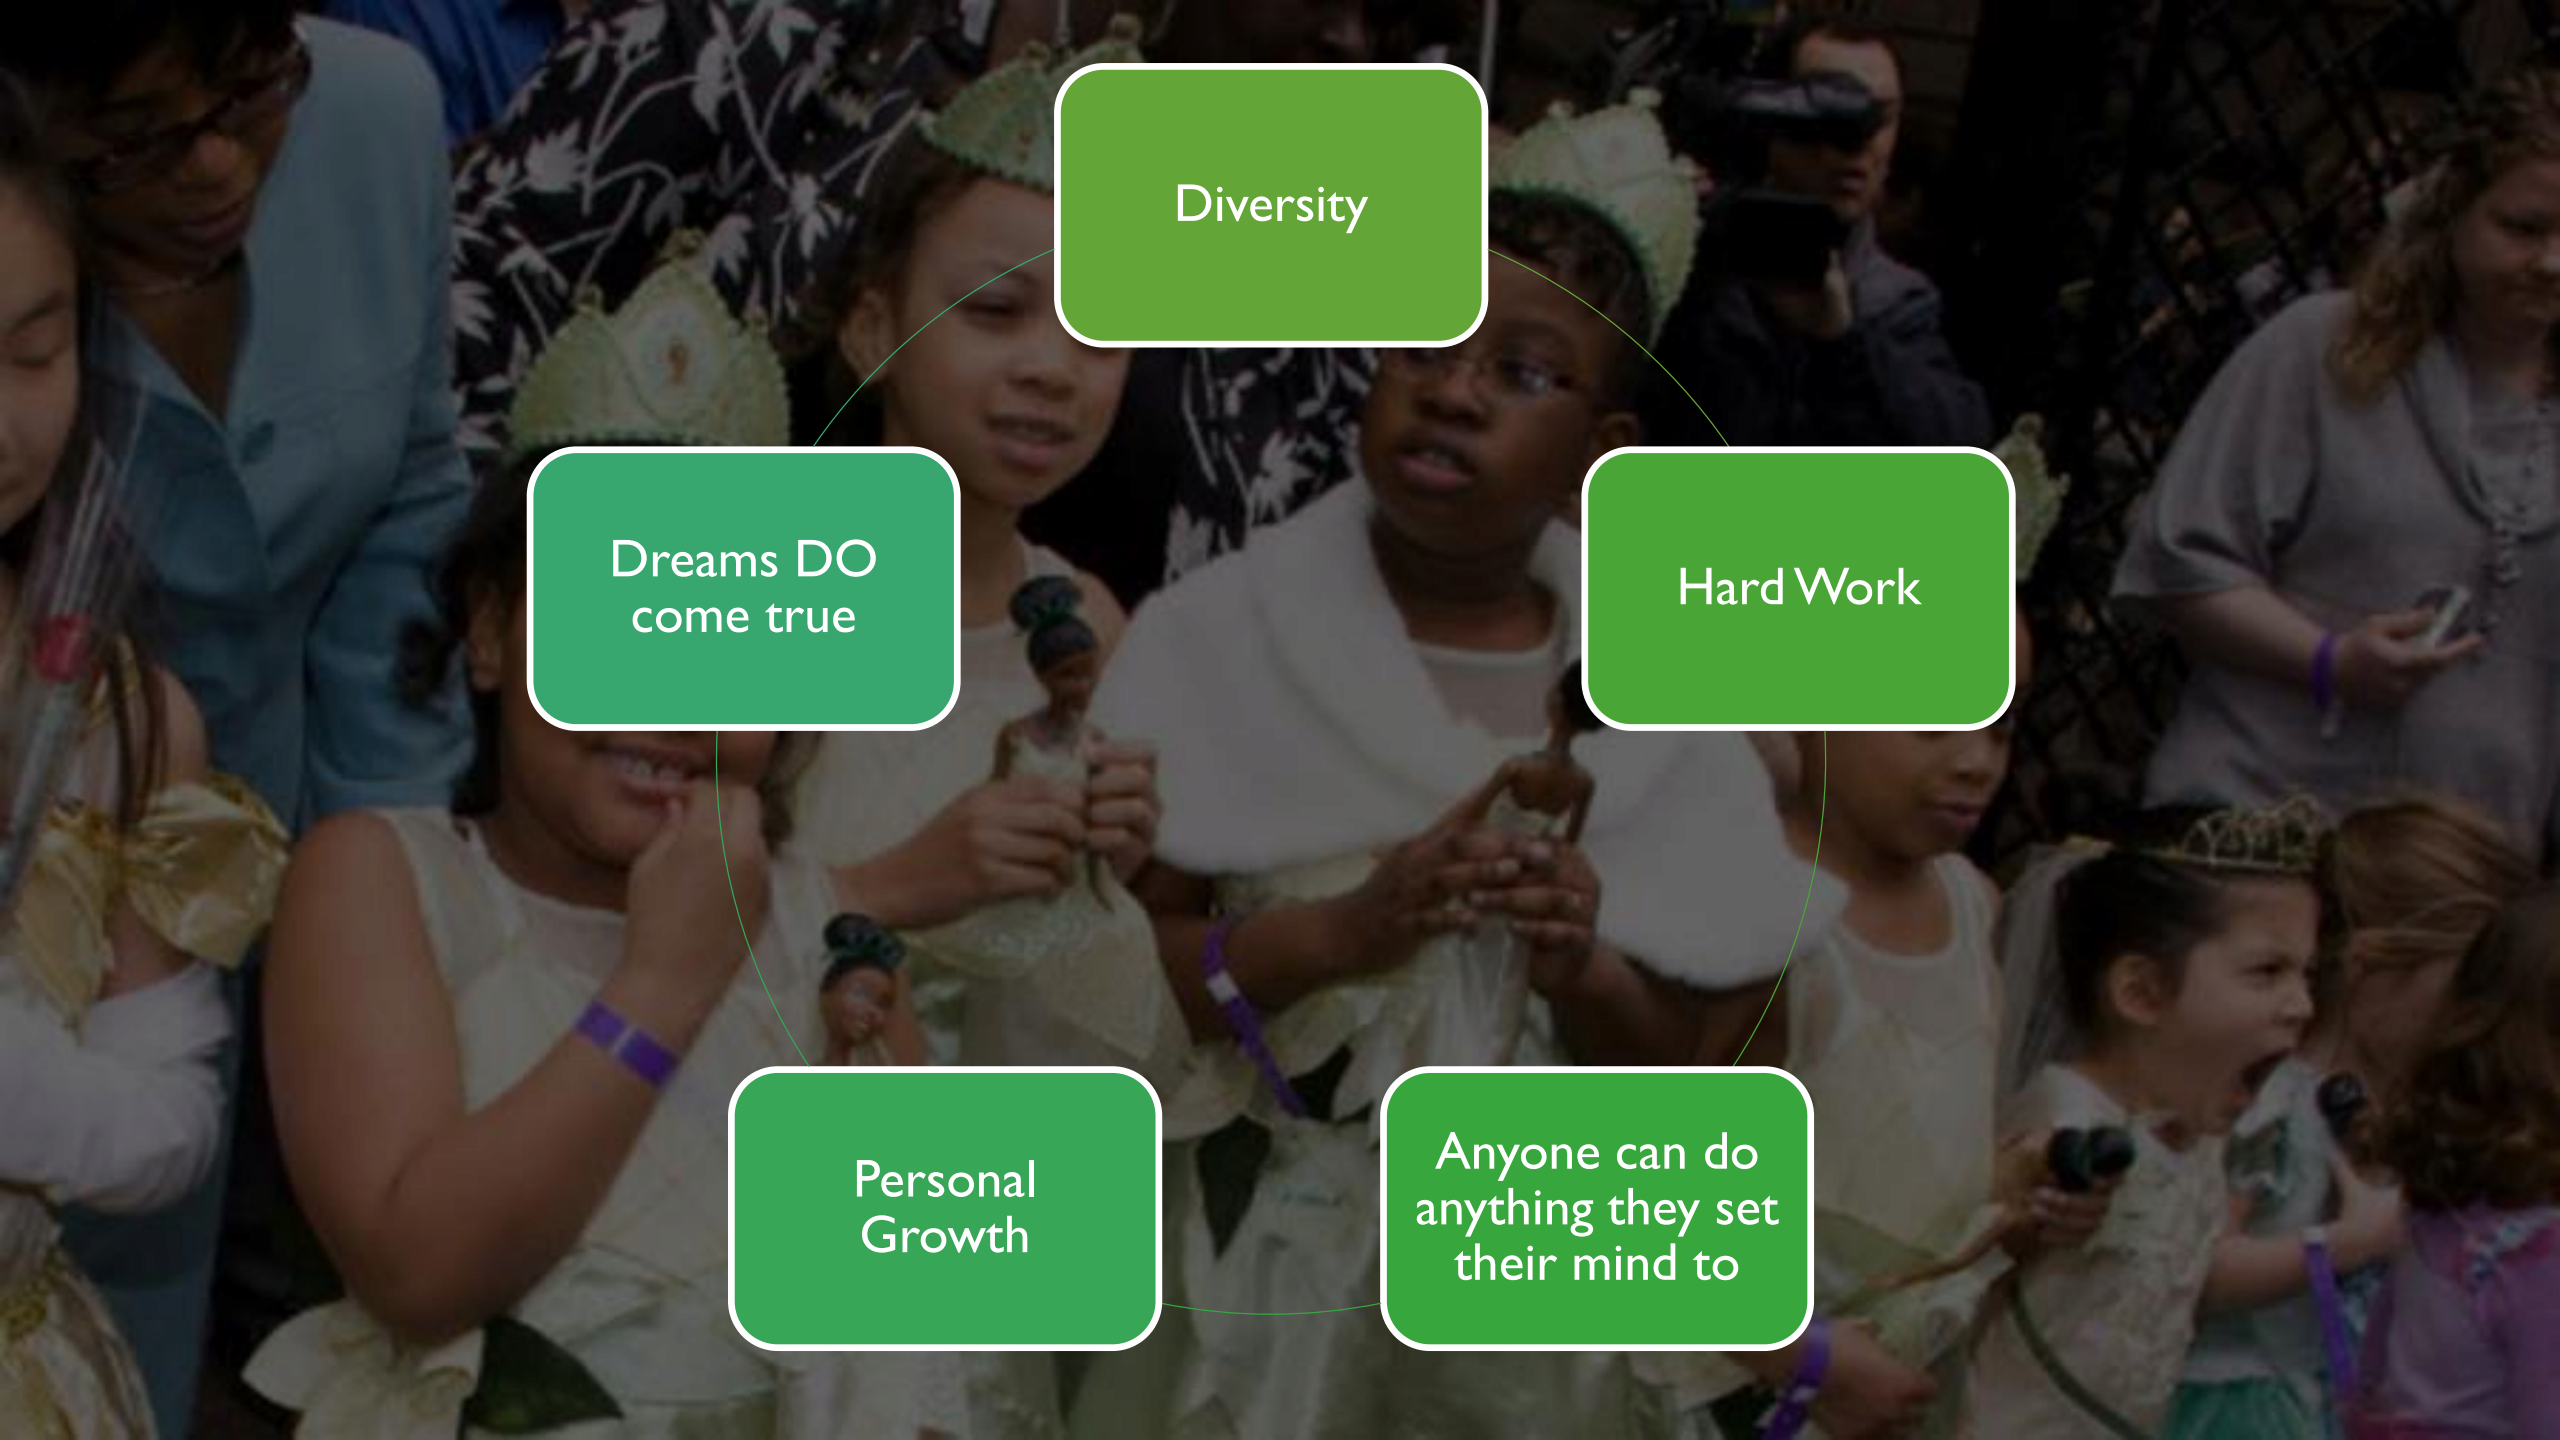 Diversity
Hard Work
Anyone can do
anything they set
their mind to
Personal
Growth
Dreams DO
come true